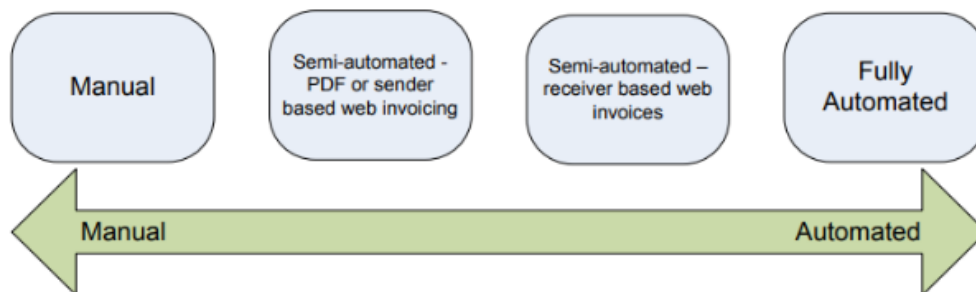 Manual
Semi-automated -
PDF or sender
based web invoicing
Semi-automated –
receiver based web
invoices
Fully
Automated
Manual
Automated